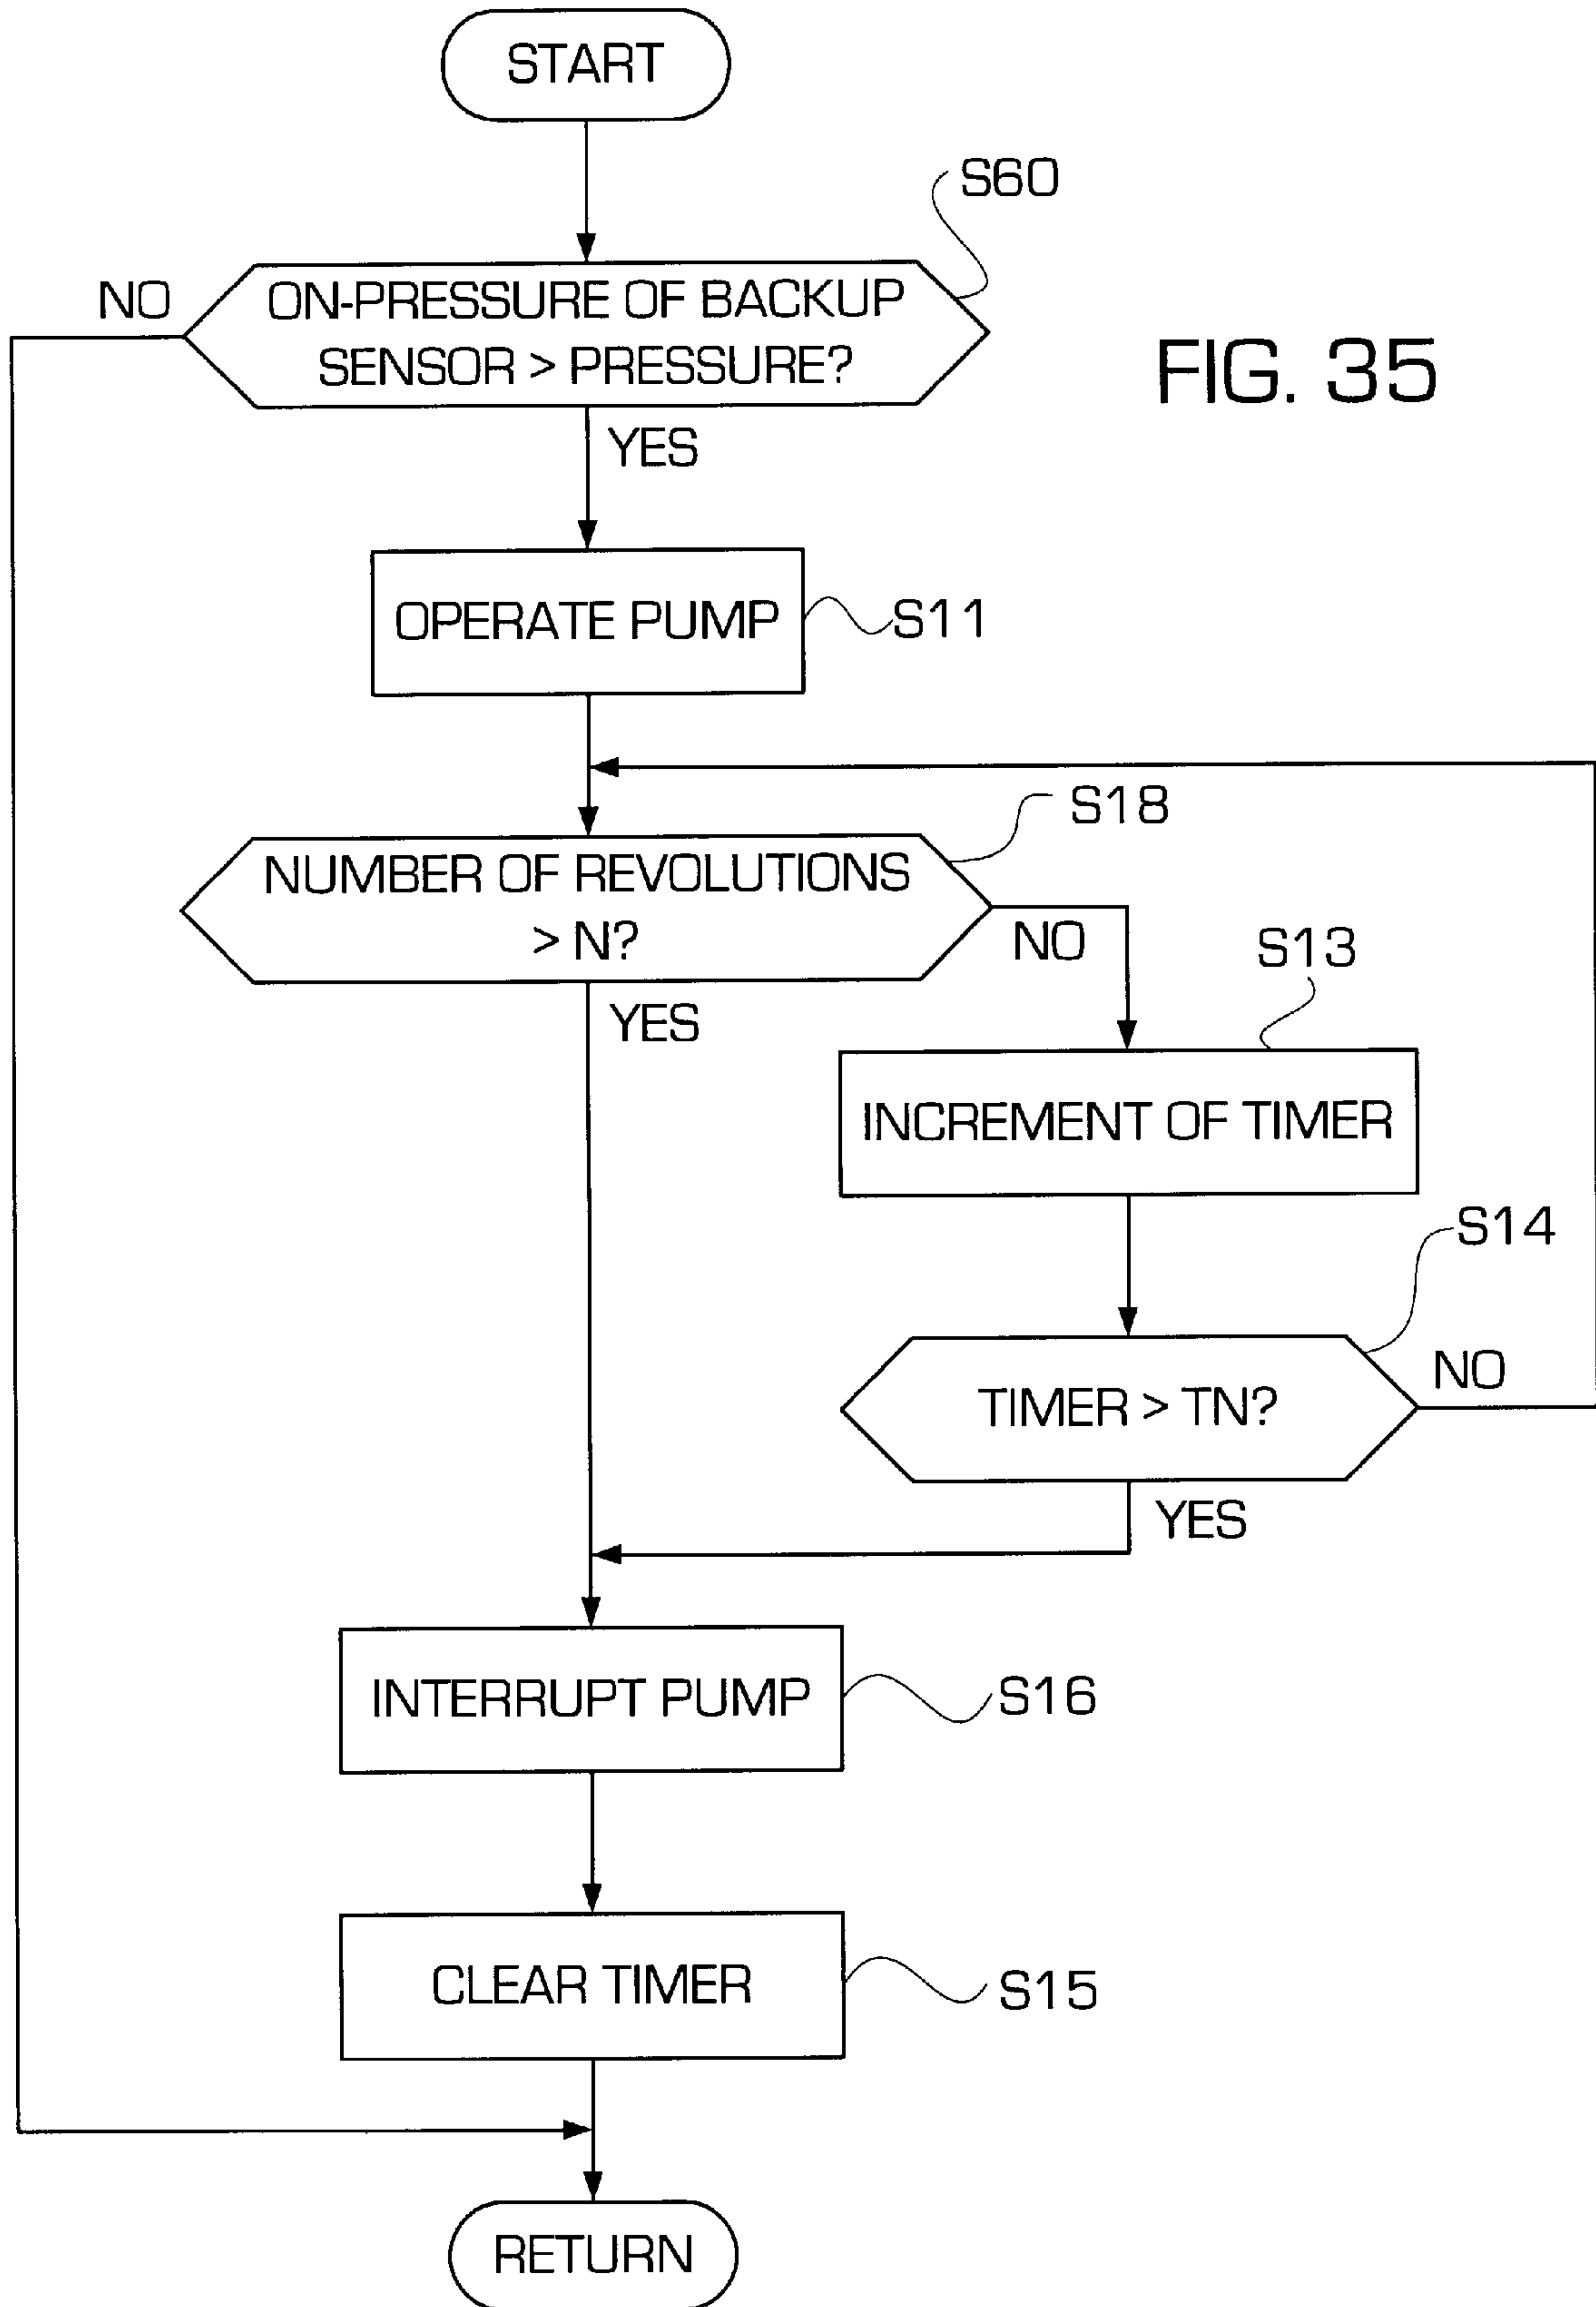 START
S60
NO
ON-PRESSURE OF BACKUP
SENSOR > PRESSURE?
FIG. 35
YES
OPERATE PUMP
S11
S18
NUMBER OF REVOLUTIONS
> N?
NO
S13
YES
INCREMENT OF TIMER
S14
TIMER > TN?
NO
YES
INTERRUPT PUMP
S16
CLEAR TIMER
S15
RETURN